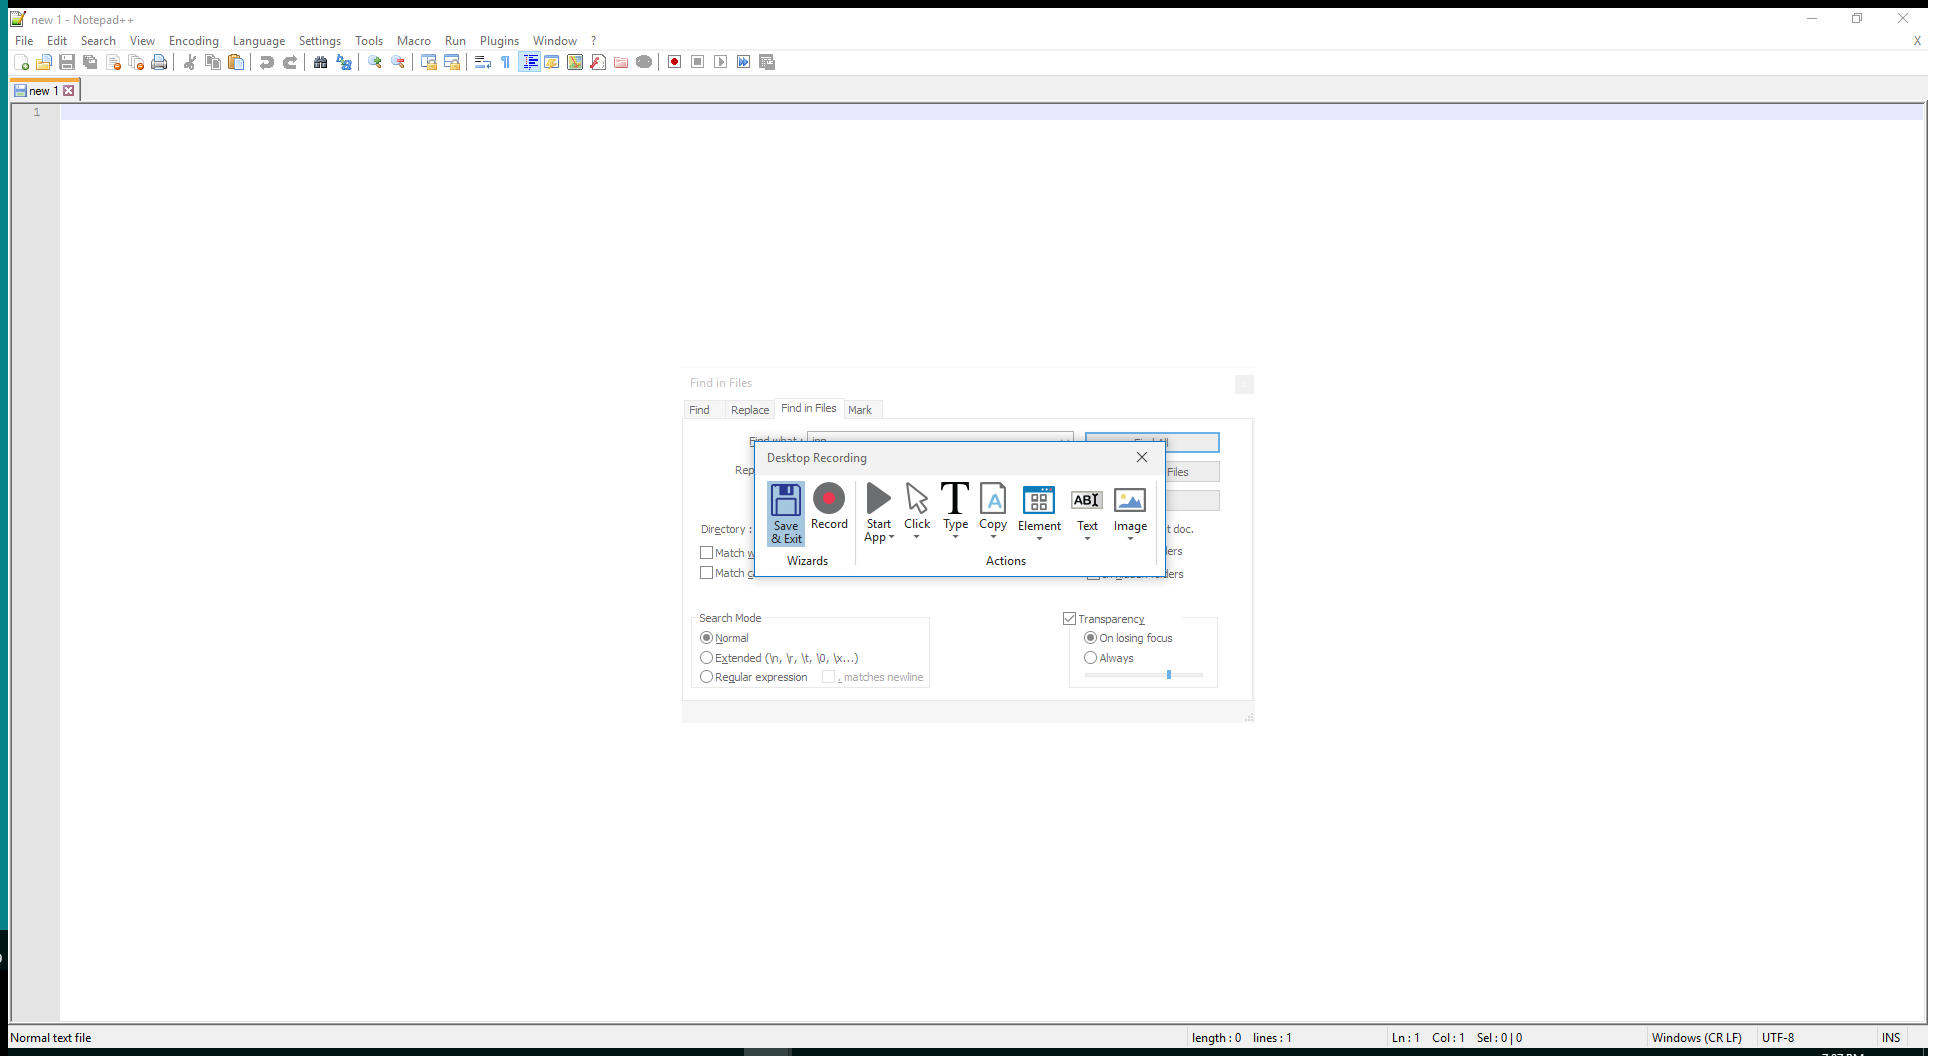 new 1 - Notepad++
File Edit Search View Encoding Language Settings Tools Macro Run Plugins Window ?
X
new 1
1
Find in Files
Find Replace Find in Files Mark
Find what :
Desktop Recording
Rep
Files
Save & Exit
Record
Start App
Click
Type
Copy
Element
Text
Image
Wizards
Actions
Directory :
t doc.
Match w
ders
Match c
ders
Search Mode
Normal
Extended (\n, \r, \t, \0, \x...)
Regular expression . matches newline
Transparency
On losing focus
Always
Normal text file length : 0 lines : 1 Ln : 1 Col : 1 Sel : 0 | 0 Windows (CR LF) UTF-8 INS